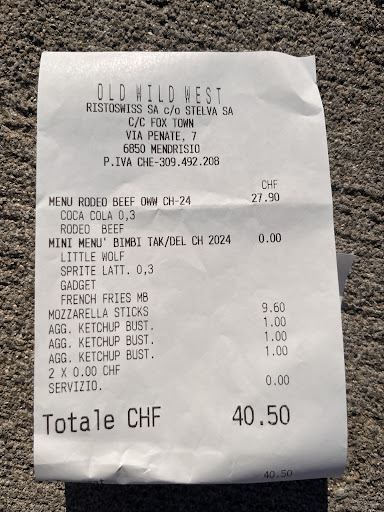 OLD WILD WEST
RISTOSWISS SA c/o STELVA SA
C/C FOX TOWN
VIA PENATE, 7
6850 MENDRISIO
P.IVA CHE-309.492.208
CHF
MENU RODEO BEEF OWW CH-24 27.90
COCA COLA 0,3
RODEO BEEF
MINI MENU' BIMBI TAK/DEL CH 2024 0.00
LITTLE WOLF
SPRITE LATT. 0,3
GADGET
FRENCH FRIES MB
MOZZARELLA STICKS 9.60
AGG. KETCHUP BUST. 1.00
AGG. KETCHUP BUST. 1.00
AGG. KETCHUP BUST. 1.00
2 X 0.00 CHF
SERVIZIO. 0.00
Totale CHF 40.50
40.50